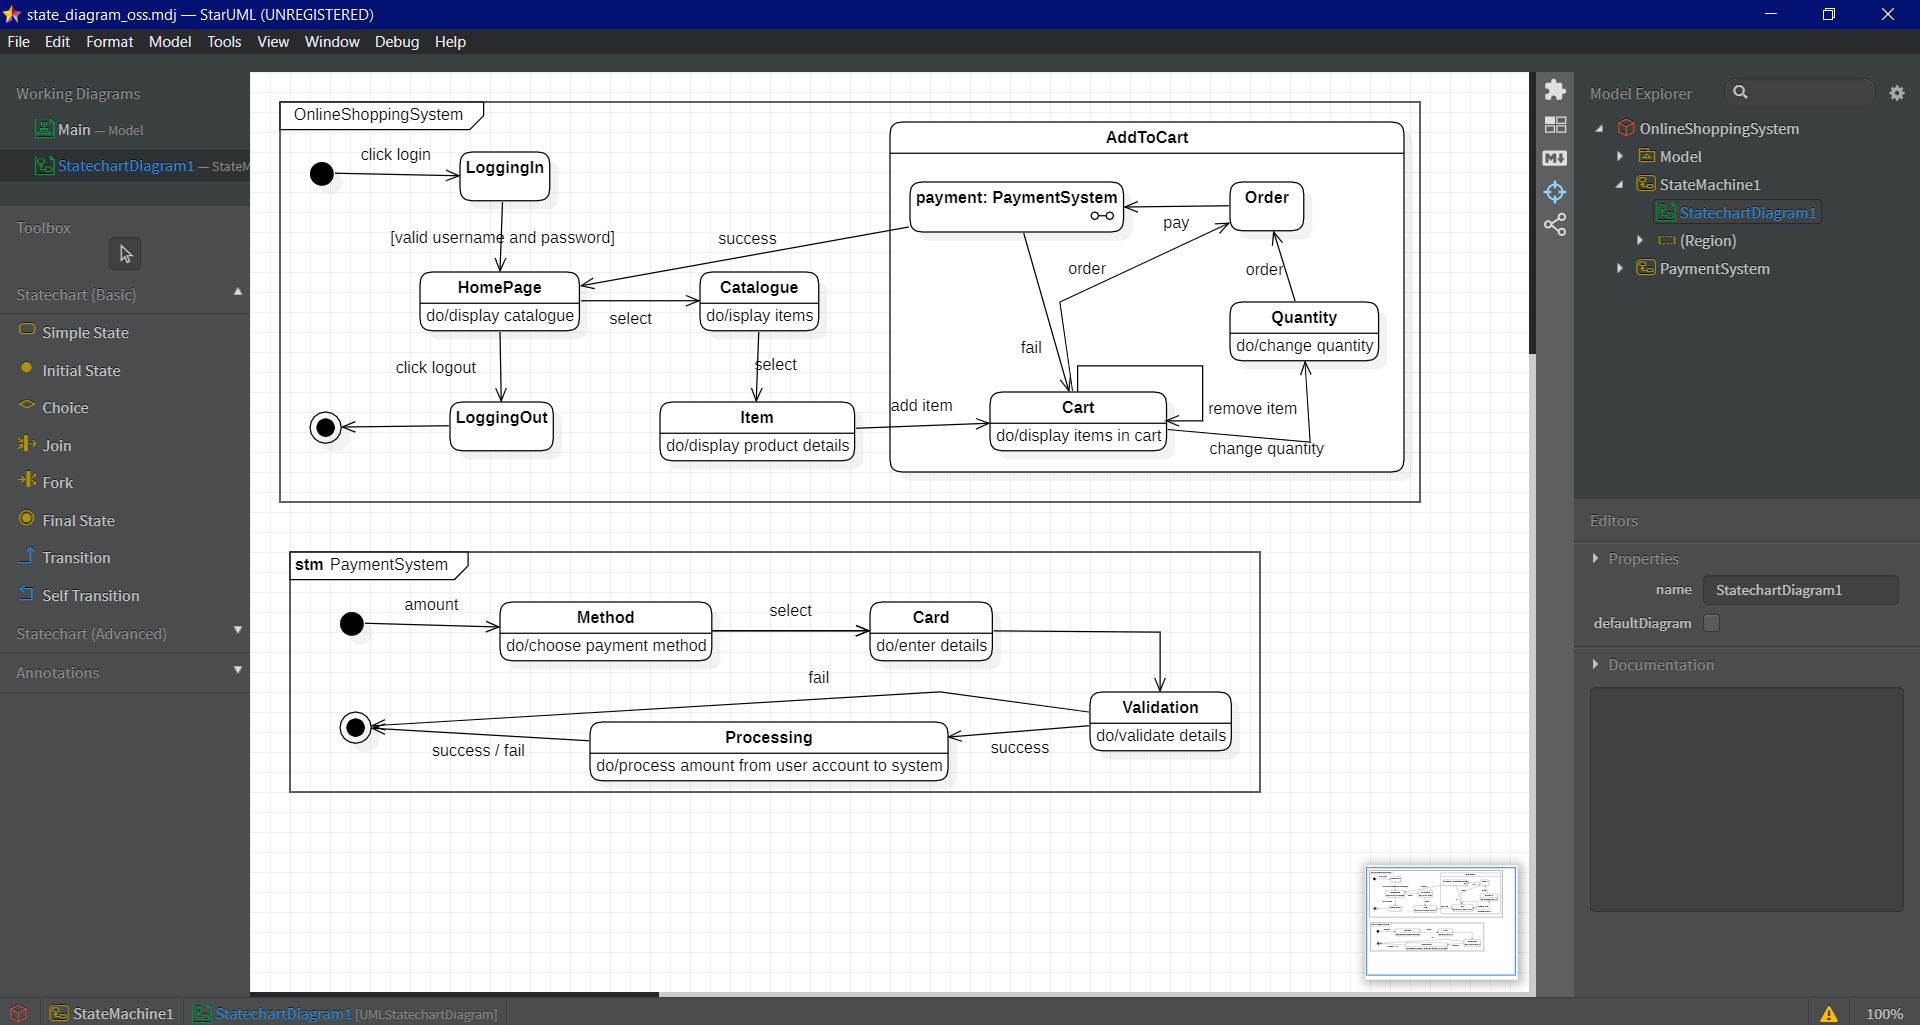 state_diagram_oss.mdj — StarUML (UNREGISTERED)
File Edit Format Model Tools View Window Debug Help
Working Diagrams
Main — Model
StatechartDiagram1 — StateM
Toolbox
Statechart (Basic)
Simple State
Initial State
Choice
Join
Fork
Final State
Transition
Self Transition
Statechart (Advanced)
Annotations
OnlineShoppingSystem
click login
LoggingIn
[valid username and password]
HomePage
do/display catalogue
success
select
Catalogue
do/isplay items
click logout
select
LoggingOut
Item
do/display product details
add item
AddToCart
payment: PaymentSystem
Order
pay
order
order
Quantity
do/change quantity
fail
Cart
do/display items in cart
remove item
change quantity
stm PaymentSystem
amount
Method
do/choose payment method
select
Card
do/enter details
fail
Validation
do/validate details
success
Processing
do/process amount from user account to system
success / fail
M
Model Explorer
OnlineShoppingSystem
Model
StateMachine1
StatechartDiagram1
(Region)
PaymentSystem
Editors
Properties
name StatechartDiagram1
defaultDiagram
Documentation
StateMachine1 StatechartDiagram1 [UMLStatechartDiagram] 100%